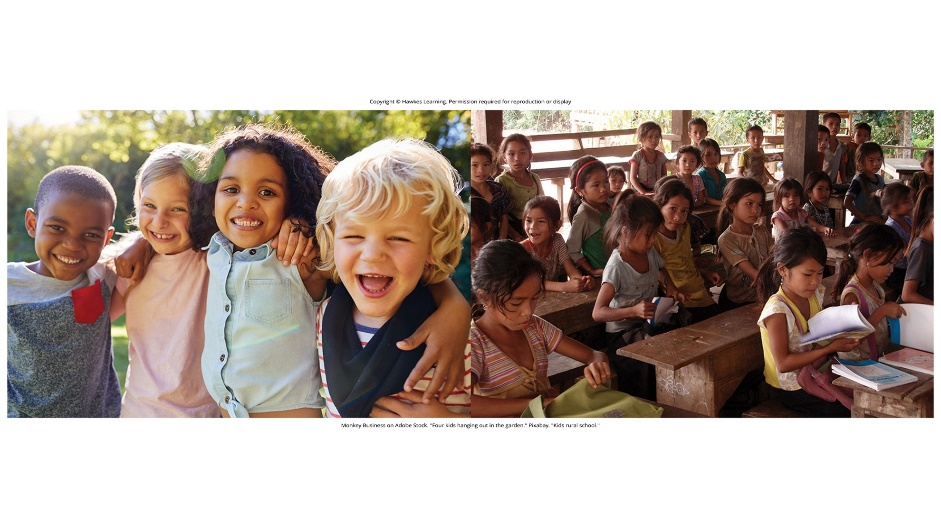 Copyright © Hawkes Learning. Permission required for reproduction or display
Monkey Business on Adobe Stock. "Four kids hanging out in the garden." Pixabay. "Kids rural school."